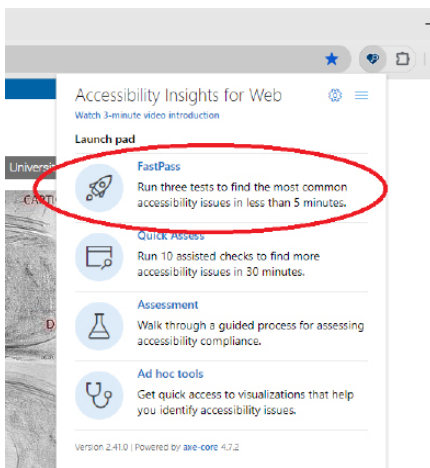 Accessibility Insights for Web
Watch 3-minute video introduction
Launch pad
FastPass
Run three tests to find the most common
accessibility issues in less than 5 minutes.
Quick Assess
Run 10 assisted checks to find more
accessibility issues in 30 minutes.
Assessment
Walk through a guided process for assessing
accessibility compliance.
Ad hoc tools
Get quick access to visualizations that help
you identify accessibility issues.
Version 2.41.0 | Powered by axe-core 4.7.2